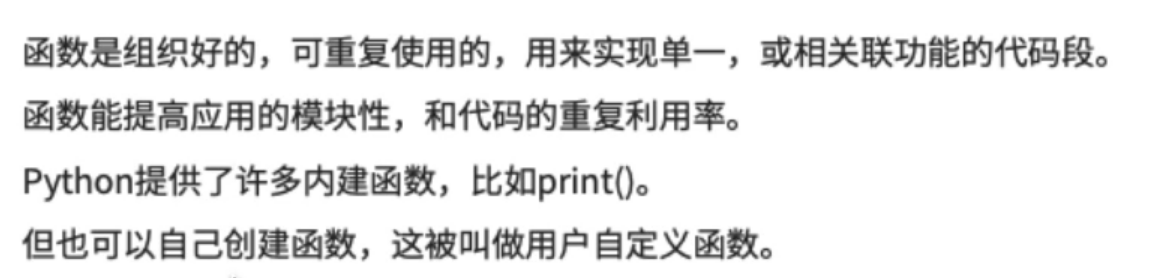 函数是组织好的，可重复使用的，用来实现单一，或相关联功能的代码段。
函数能提高应用的模块性，和代码的重复利用率。
Python提供了许多内建函数，比如print()。
但也可以自己创建函数，这被叫做用户自定义函数。